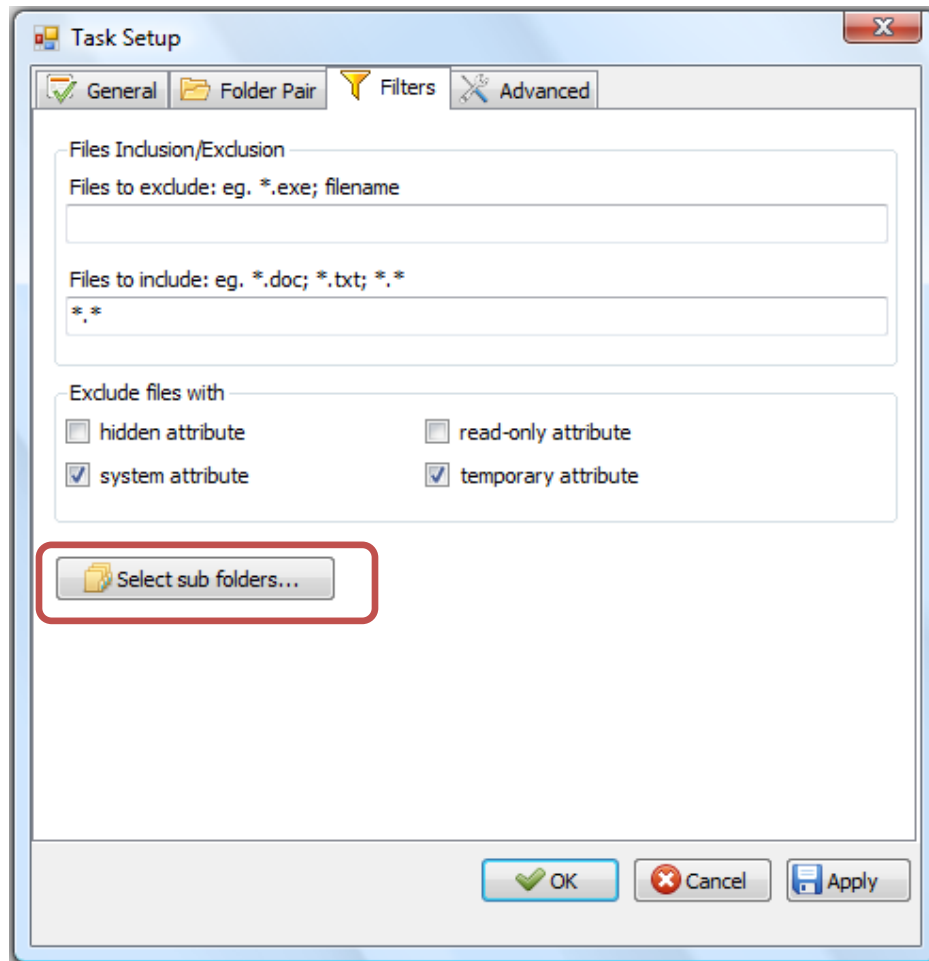 Task Setup
General Folder Pair Filters Advanced
Files Inclusion/Exclusion
Files to exclude: eg. *.exe; filename
Files to include: eg. *.doc; *.txt; *.*
*.*
Exclude files with
hidden attribute read-only attribute
system attribute temporary attribute
Select sub folders...
OK Cancel Apply